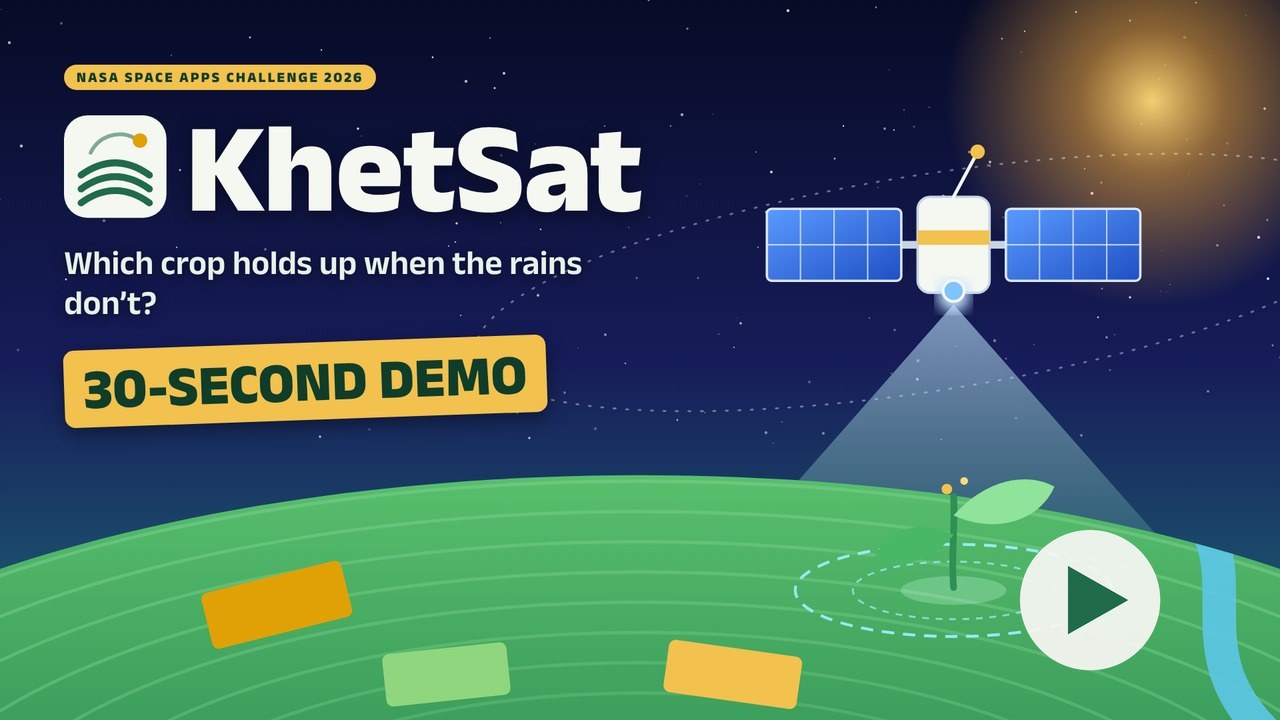 NASA SPACE APPS CHALLENGE 2026
KhetSat
Which crop holds up when the rains
don’t?
30-SECOND DEMO